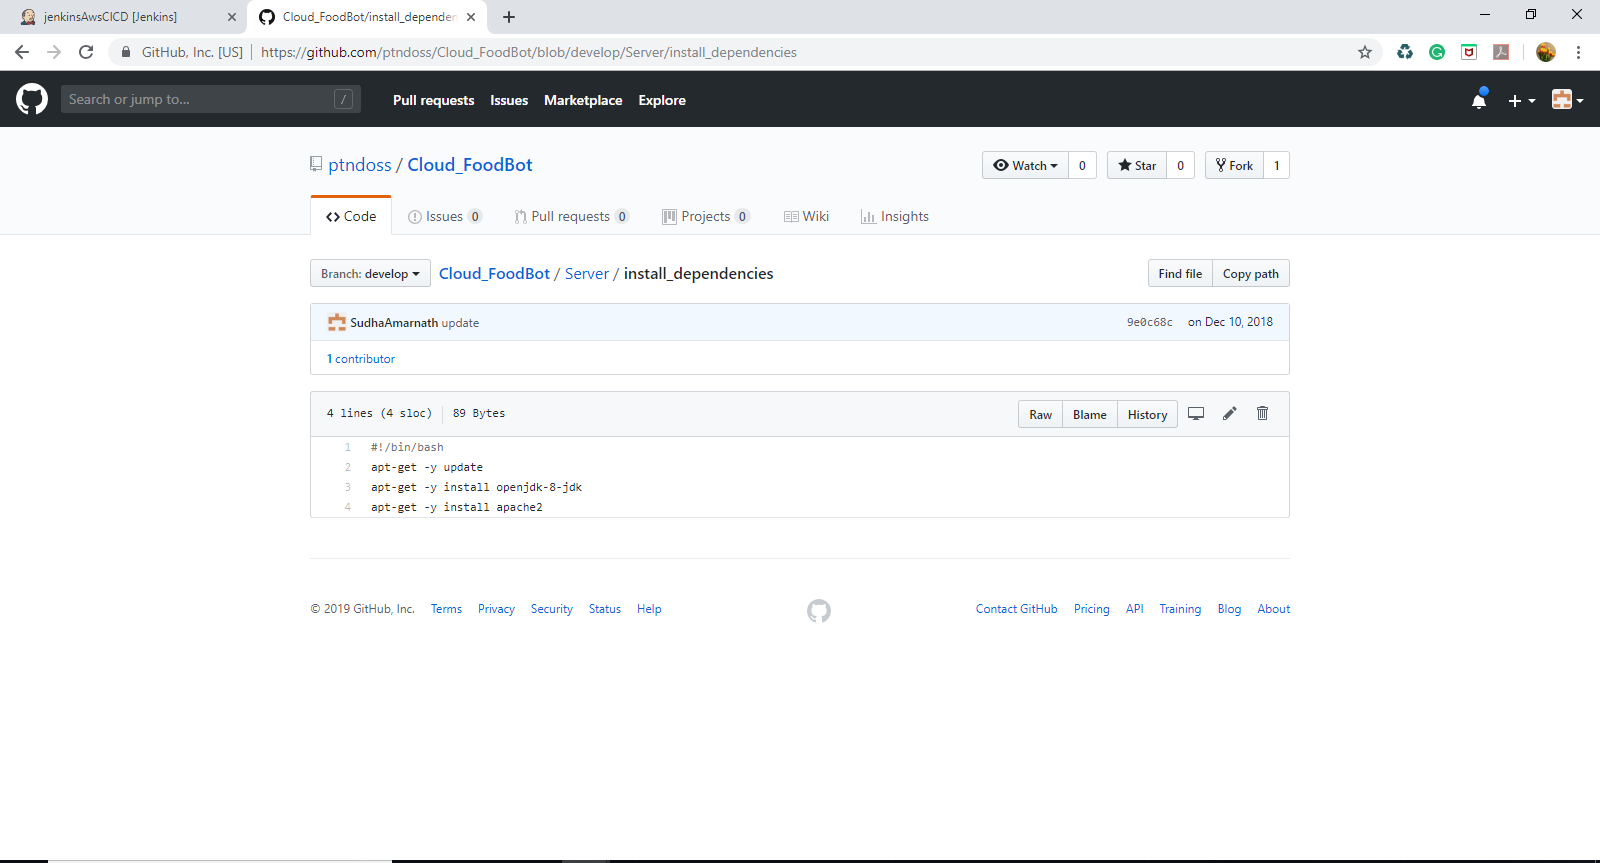 jenkinsAwsCICD [Jenkins]
Cloud_FoodBot/install_dependen
GitHub, Inc. [US] https://github.com/ptndoss/Cloud_FoodBot/blob/develop/Server/install_dependencies
Search or jump to... /
Pull requests Issues Marketplace Explore
ptndoss / Cloud_FoodBot
Watch 0 Star 0 Fork 1
Code Issues 0 Pull requests 0 Projects 0 Wiki Insights
Branch: develop Cloud_FoodBot / Server / install_dependencies Find file Copy path
SudhaAmarnath update 9e0c68c on Dec 10, 2018
1 contributor
4 lines (4 sloc) 89 Bytes Raw Blame History
1 #!/bin/bash
2 apt-get -y update
3 apt-get -y install openjdk-8-jdk
4 apt-get -y install apache2
© 2019 GitHub, Inc. Terms Privacy Security Status Help Contact GitHub Pricing API Training Blog About